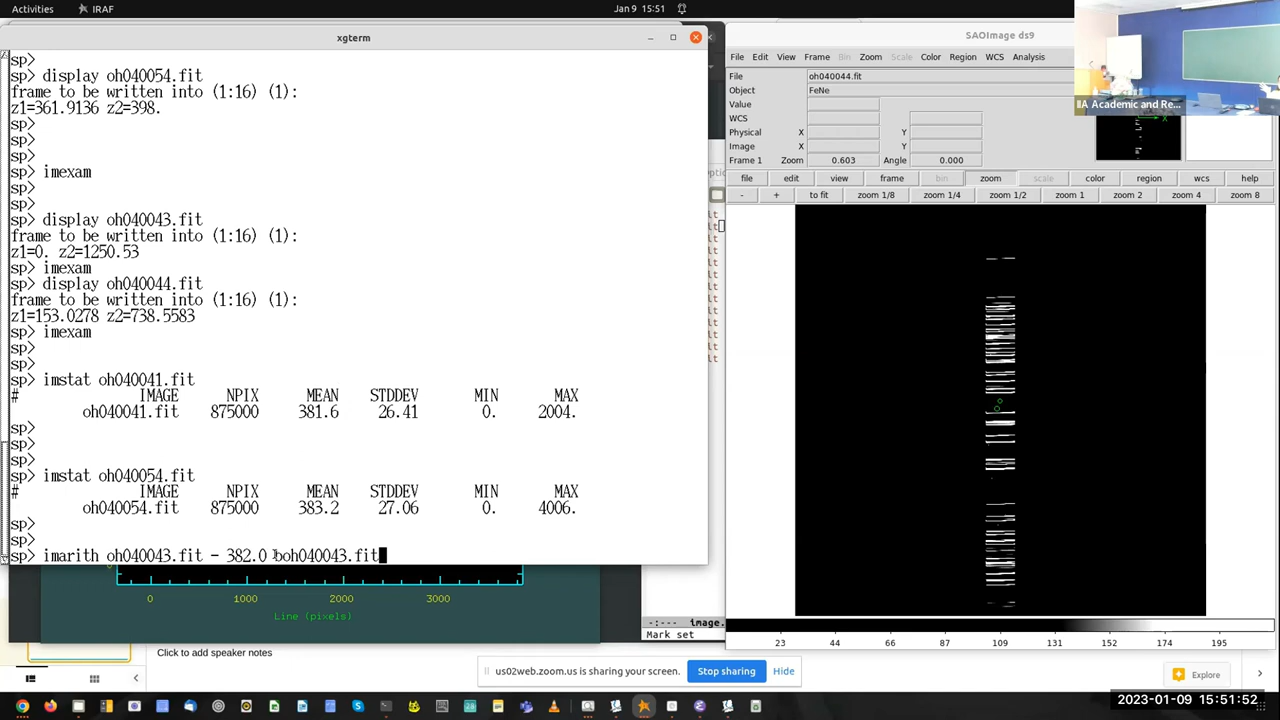 Activities
IRAF
Jan 9 15:51
xgterm
sp>
sp> display oh040054.fit
frame to be written into (1:16) (1):
z1=361.9136 z2=398.
sp>
sp>
sp>
sp> imexam
sp>
sp>
sp> display oh040043.fit
frame to be written into (1:16) (1):
z1=0. z2=1250.53
sp> imexam
sp> display oh040044.fit
frame to be written into (1:16) (1):
z1=153.0278 z2=738.5583
sp> imexam
sp>
sp>
sp> imstat oh040041.fit
# IMAGE NPIX MEAN STDDEV MIN MAX
oh040041.fit 875000 381.6 26.41 0. 2004.
sp>
sp>
sp>
sp> imstat oh040054.fit
# IMAGE NPIX MEAN STDDEV MIN MAX
oh040054.fit 875000 383.2 27.06 0. 4006.
sp>
sp>
sp> imarith oh040043.fit - 382.0 boh040043.fit
0 1000 2000 3000
Line (pixels)
Click to add speaker notes
-:--- image.
Mark set
SAOImage ds9
File Edit View Frame Bin Zoom Scale Color Region WCS Analysis
File oh040044.fit
Object FeNe
Value
WCS
Physical X Y
Image X Y
Frame 1 Zoom 0.603 Angle 0.000
file edit view frame bin zoom scale color region wcs help
- + to fit zoom 1/8 zoom 1/4 zoom 1/2 zoom 1 zoom 2 zoom 4 zoom 8
X
23 44 66 87 109 130 152 174 195
IIA Academic and Re...
us02web.zoom.us is sharing your screen.
Stop sharing
Hide
Explore
2023-01-09 15:51:52